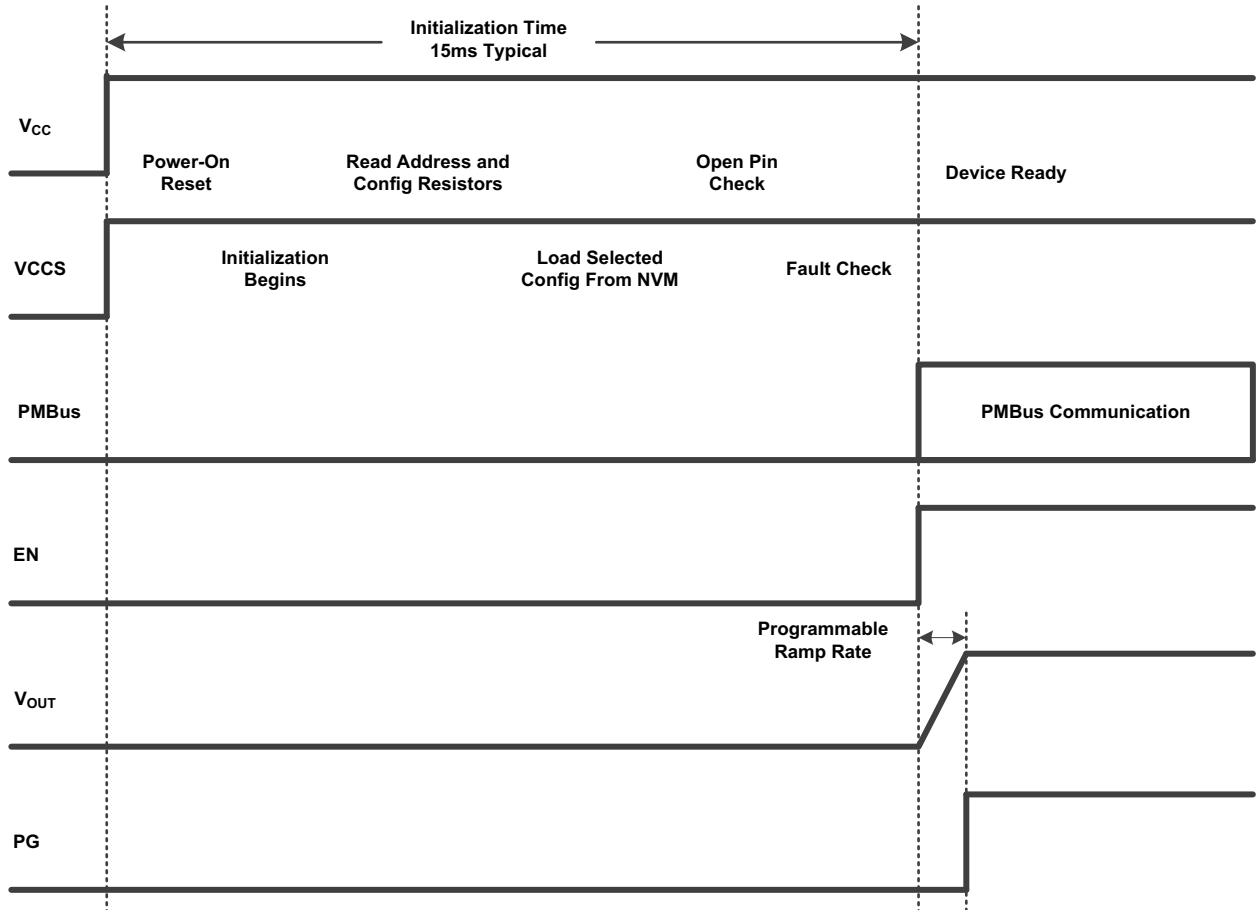 Initialization Time
15ms Typical
VCC
Power-On
Reset
Read Address and
Config Resistors
Open Pin
Check
Device Ready
VCCS
Initialization
Begins
Load Selected
Config From NVM
Fault Check
PMBus
PMBus Communication
EN
Programmable
Ramp Rate
VOUT
PG